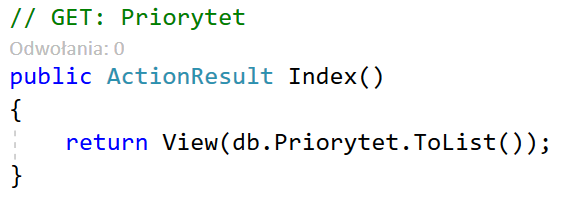 // GET: Priorytet
Odwołania: 0
public ActionResult Index()
{
return View(db.Priorytet.ToList());
}